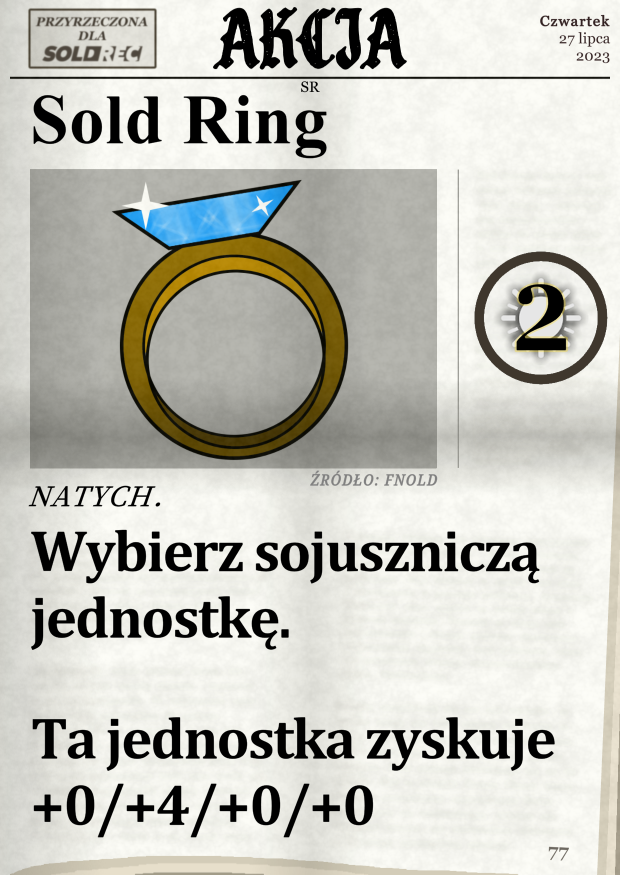 PRZYRZECZONA
DLA
SOLDREC
AKCJA
Czwartek
27 lipca
2023
SR
Sold Ring
2
ŹRÓDŁO: FNOLD
NATYCH.
Wybierz sojuszniczą
jednostkę.
Ta jednostka zyskuje
+0/+4/+0/+0
77